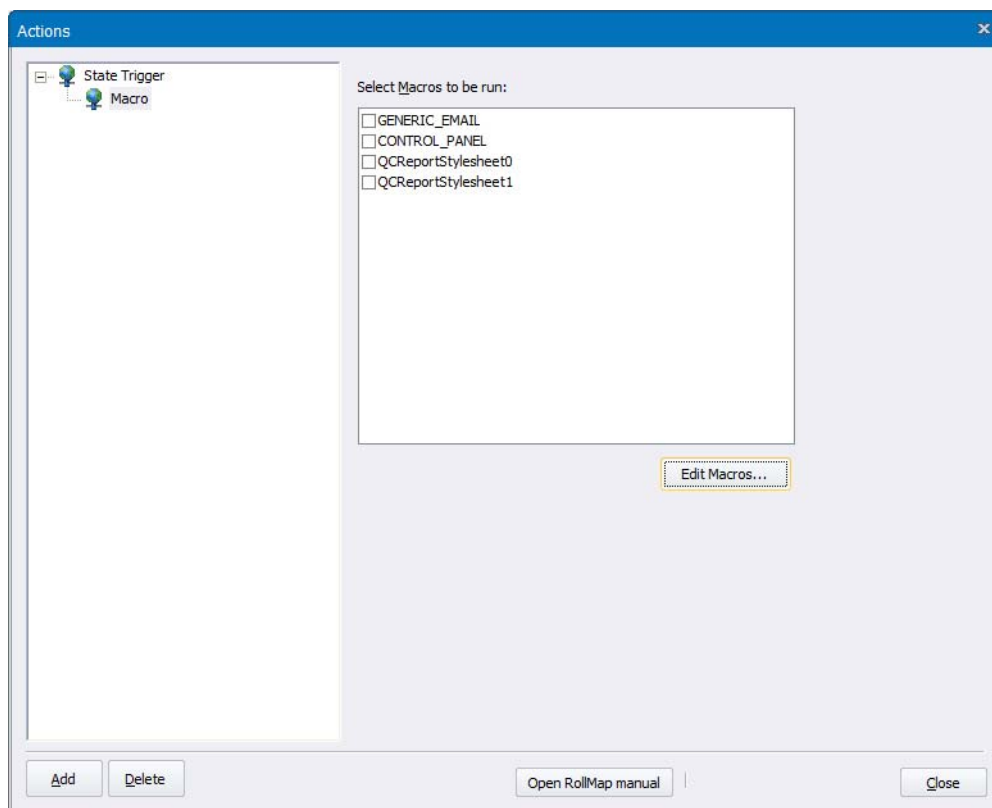 Actions
State Trigger
Macro
Select Macros to be run:
GENERIC_EMAIL
CONTROL_PANEL
QCReportStylesheet0
QCReportStylesheet1
Edit Macros...
Add Delete Open RollMap manual Close